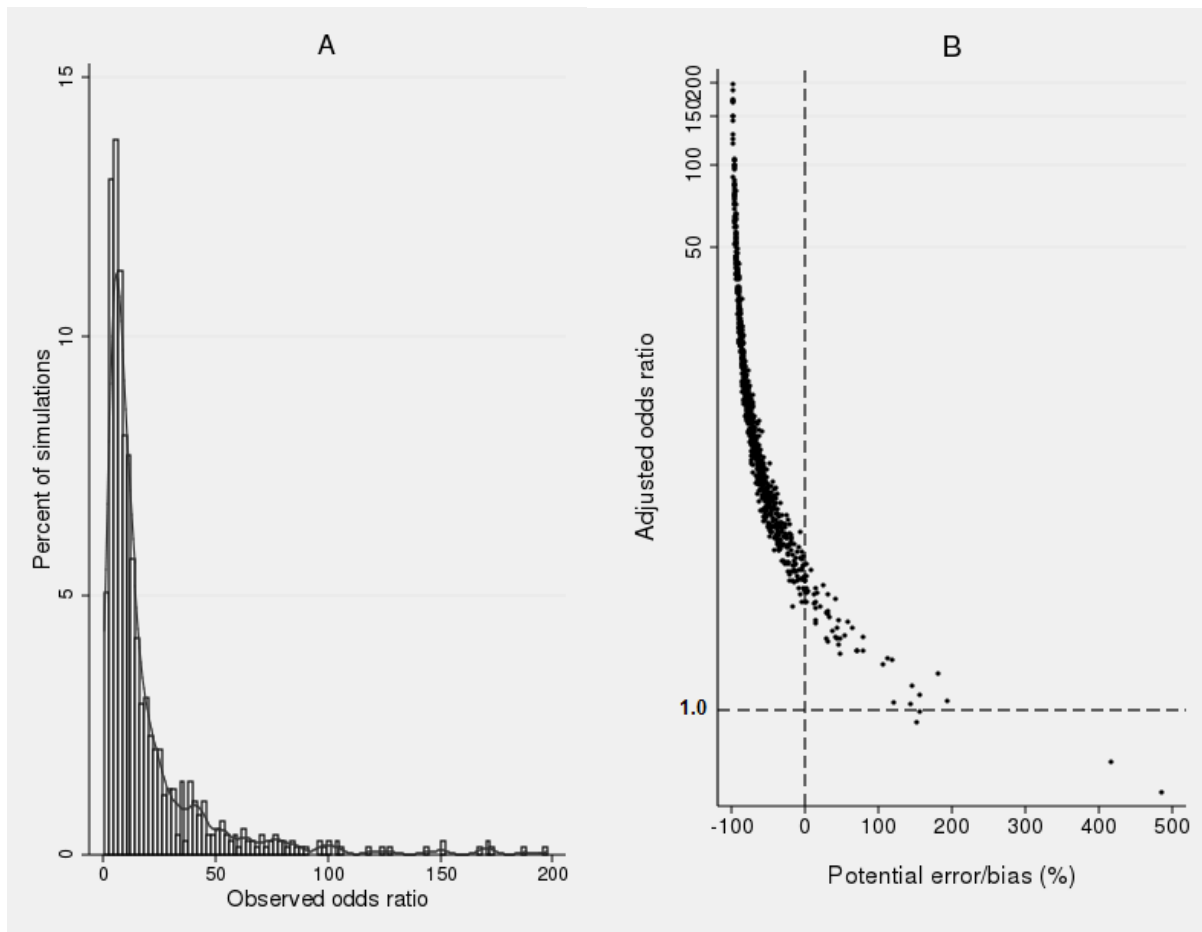 A
Percent of simulations
15
10
5
0
0 50 100 150 200
Observed odds ratio
B
Adjusted odds ratio
200
150
100
50
1.0
-100 0 100 200 300 400 500
Potential error/bias (%)